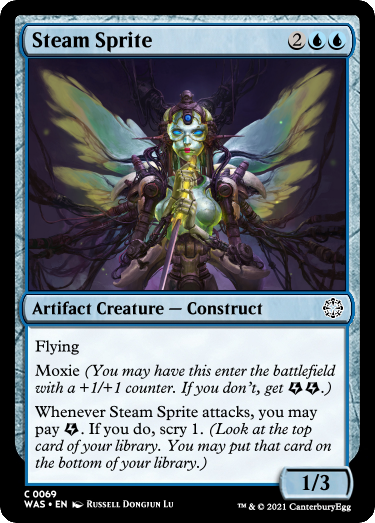 Steam Sprite 2
Artifact Creature — Construct
Flying
Moxie (You may have this enter the battlefield
with a +1/+1 counter. If you don't, get .)
Whenever Steam Sprite attacks, you may
pay . If you do, scry 1. (Look at the top
card of your library. You may put that card on
the bottom of your library.)
1/3
C 0069
WAS • EN Russell Dongjun Lu
™ & © 2021 CanterburyEgg